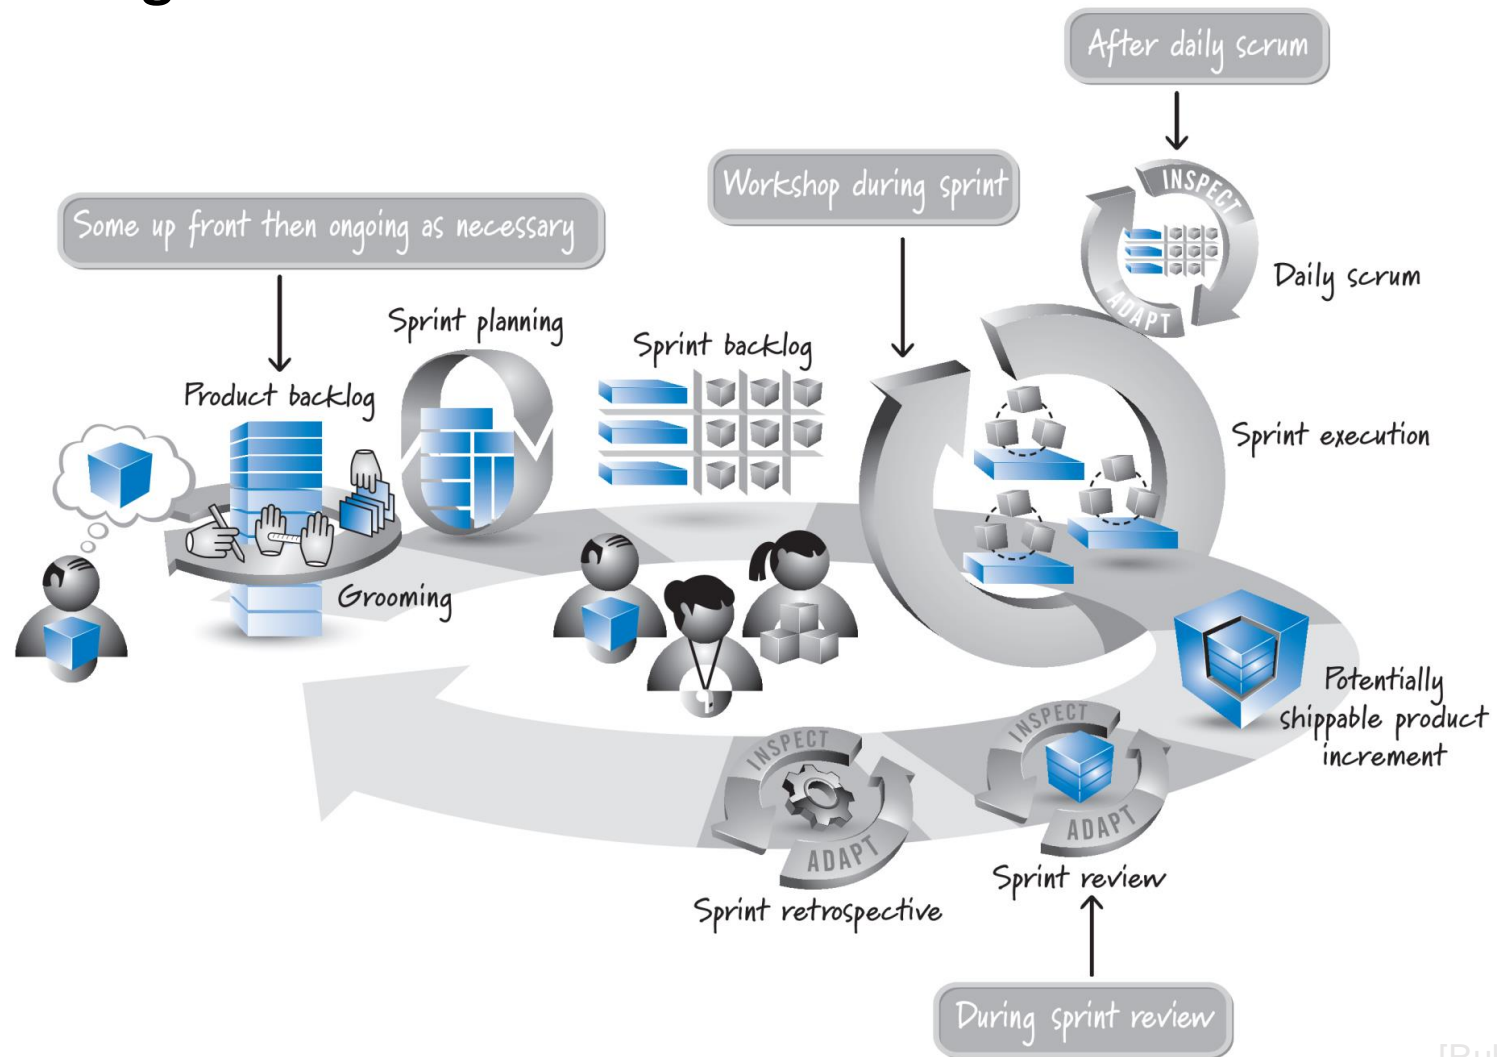 After daily scrum
Workshop during sprint
INSPECT
Some up front then ongoing as necessary
Daily scrum
ADAPT
Sprint planning
Sprint backlog
Product backlog
Sprint execution
Grooming
Potentially
shippable product
increment
INSPECT
ADAPT
INSPECT
ADAPT
Sprint review
Sprint retrospective
During sprint review